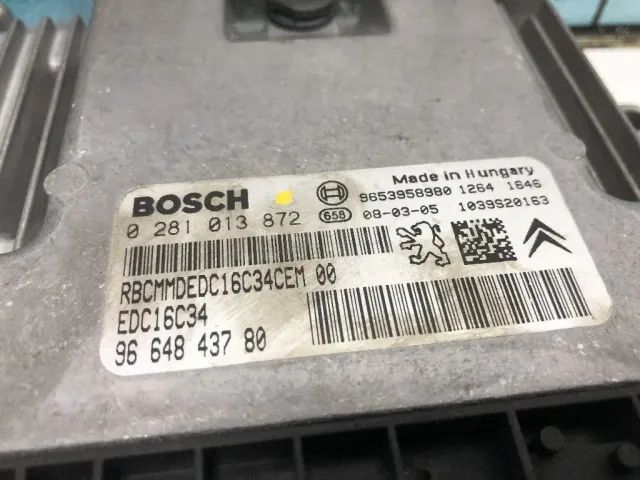 Made in Hungary
BOSCH 9653958980 1264 1646
0 281 013 872 658 08-03-05 1039S20163
RBCMMDEDC16C34CEM 00
EDC16C34
96 648 437 80